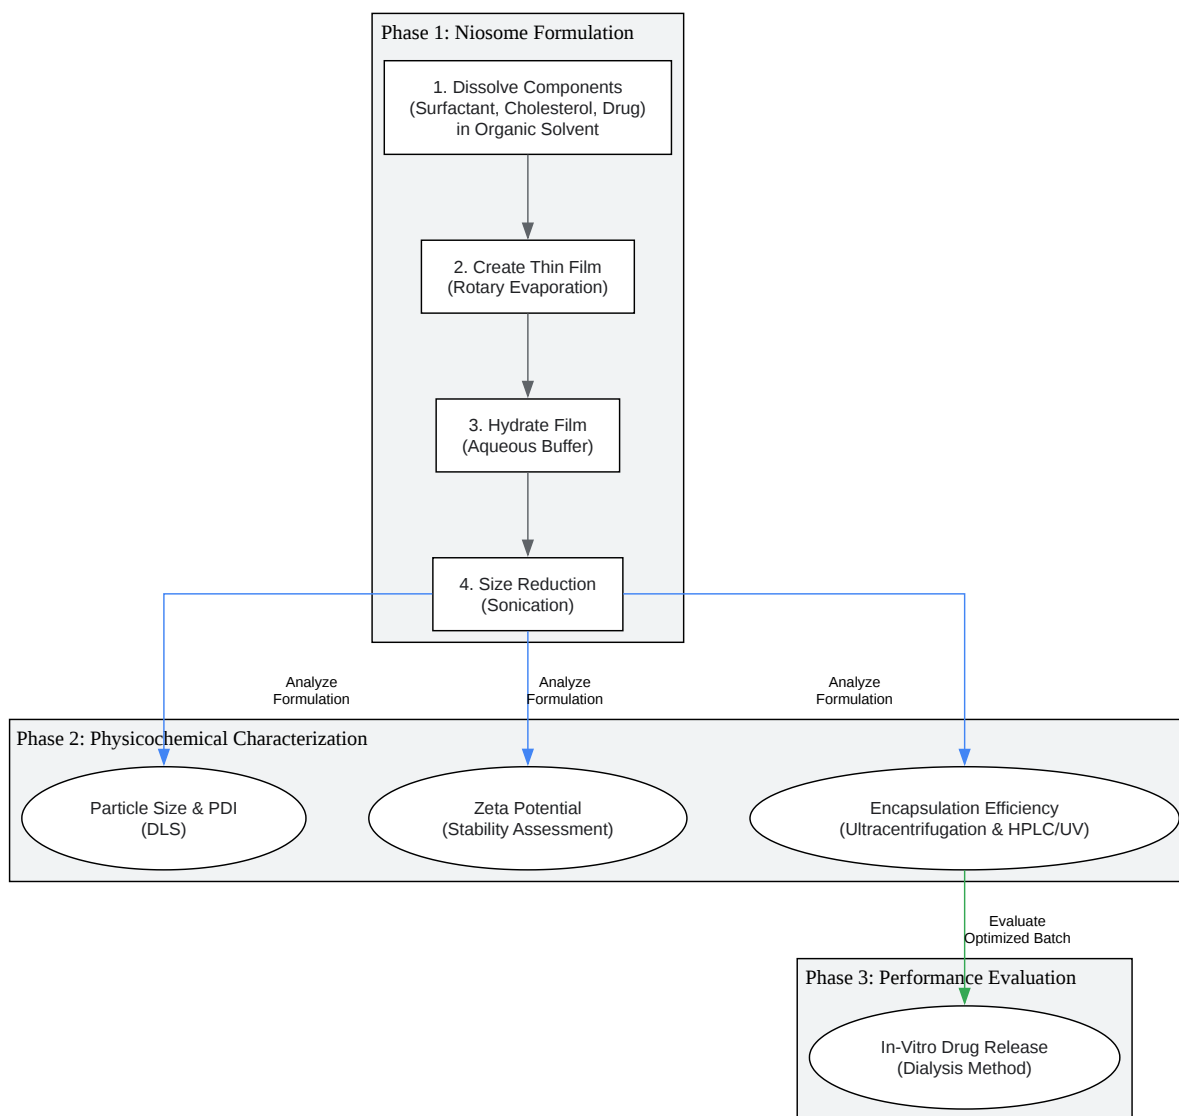 Phase 1: Niosome Formulation
1. Dissolve Components
(Surfactant, Cholesterol, Drug)
in Organic Solvent
2. Create Thin Film
(Rotary Evaporation)
3. Hydrate Film
(Aqueous Buffer)
4. Size Reduction
(Sonication)
Analyze
Formulation
Analyze
Formulation
Analyze
Formulation
Phase 2: Physicochemical Characterization
Particle Size & PDI
(DLS)
Zeta Potential
(Stability Assessment)
Encapsulation Efficiency
(Ultracentrifugation & HPLC/UV)
Evaluate
Optimized Batch
Phase 3: Performance Evaluation
In-Vitro Drug Release
(Dialysis Method)